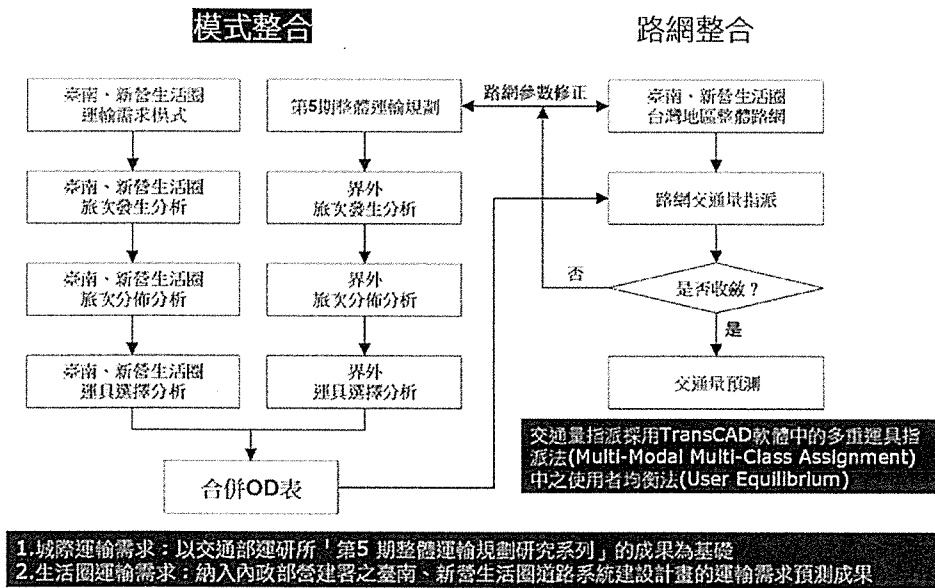 模式整合
路網整合
臺南、新營生活圈
運輸需求模式
第5期整體運輸規劃
路網參數修正
臺南、新營生活圈
台灣地區整體路網
臺南、新營生活圈
旅次發生分析
界外
旅次發生分析
路網交通量指派
臺南、新營生活圈
旅次分佈分析
界外
旅次分佈分析
否
是否收斂？
是
臺南、新營生活圈
運具選擇分析
界外
運具選擇分析
交通量預測
合併OD表
交通量指派採用TransCAD軟體中的多重運具指
派法(Multi-Modal Multi-Class Assignment)
中之使用者均衡法(User Equilibrium)
1.城際運輸需求：以交通部運研所「第5 期整體運輸規劃研究系列」的成果為基礎
2.生活圈運輸需求：納入內政部營建署之臺南、新營生活圈道路系統建設計畫的運輸需求預測成果